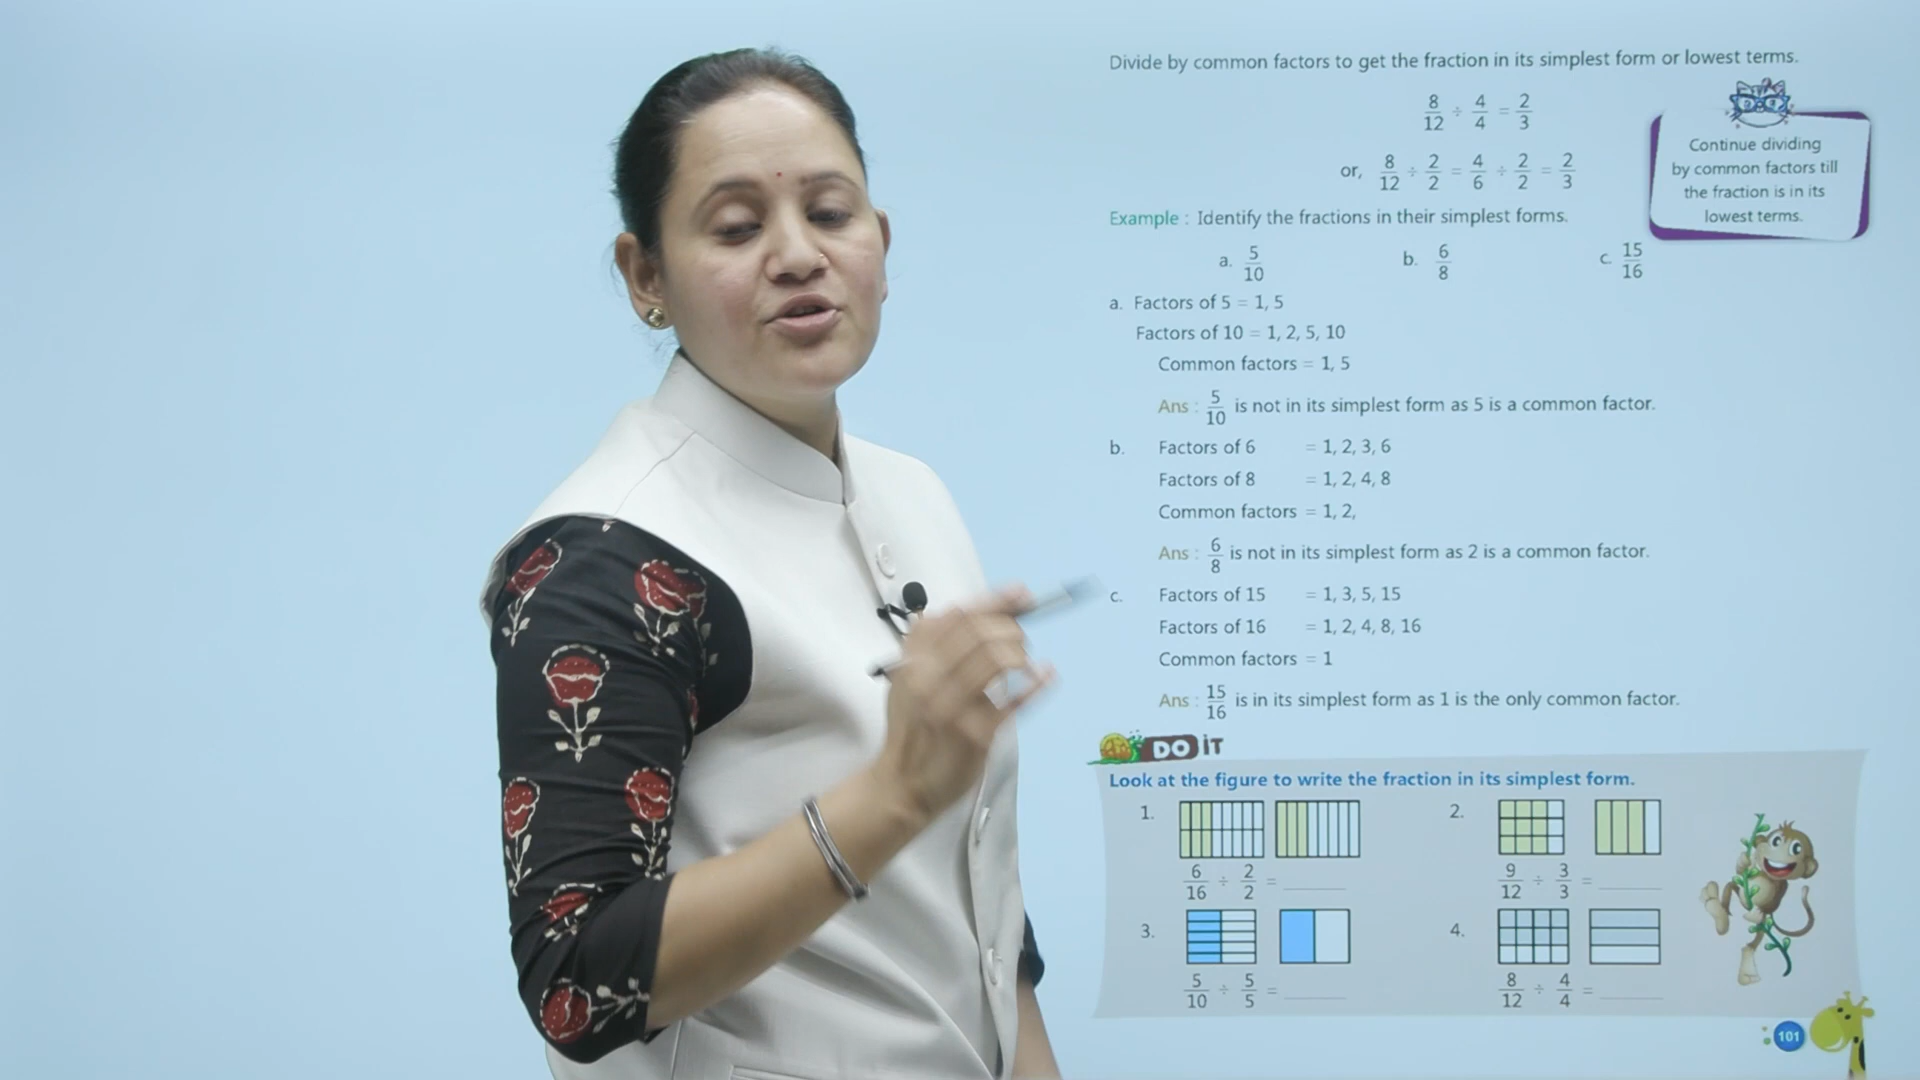 Divide by common factors to get the fraction in its simplest form or lowest terms.
8/12 ÷ 4/4 = 2/3
or, 8/12 ÷ 2/2 = 4/6 ÷ 2/2 = 2/3
Continue dividing
by common factors till
the fraction is in its
lowest terms.
Example : Identify the fractions in their simplest forms.
a. 5/10 b. 6/8 c. 15/16
a. Factors of 5 = 1, 5
Factors of 10 = 1, 2, 5, 10
Common factors = 1, 5
Ans : 5/10 is not in its simplest form as 5 is a common factor.
b. Factors of 6 = 1, 2, 3, 6
Factors of 8 = 1, 2, 4, 8
Common factors = 1, 2,
Ans : 6/8 is not in its simplest form as 2 is a common factor.
c. Factors of 15 = 1, 3, 5, 15
Factors of 16 = 1, 2, 4, 8, 16
Common factors = 1
Ans : 15/16 is in its simplest form as 1 is the only common factor.
DO iT
Look at the figure to write the fraction in its simplest form.
1. 2.
6/16 ÷ 2/2 = ______ 9/12 ÷ 3/3 = ______
3. 4.
5/10 ÷ 5/5 = ______ 8/12 ÷ 4/4 = ______
101